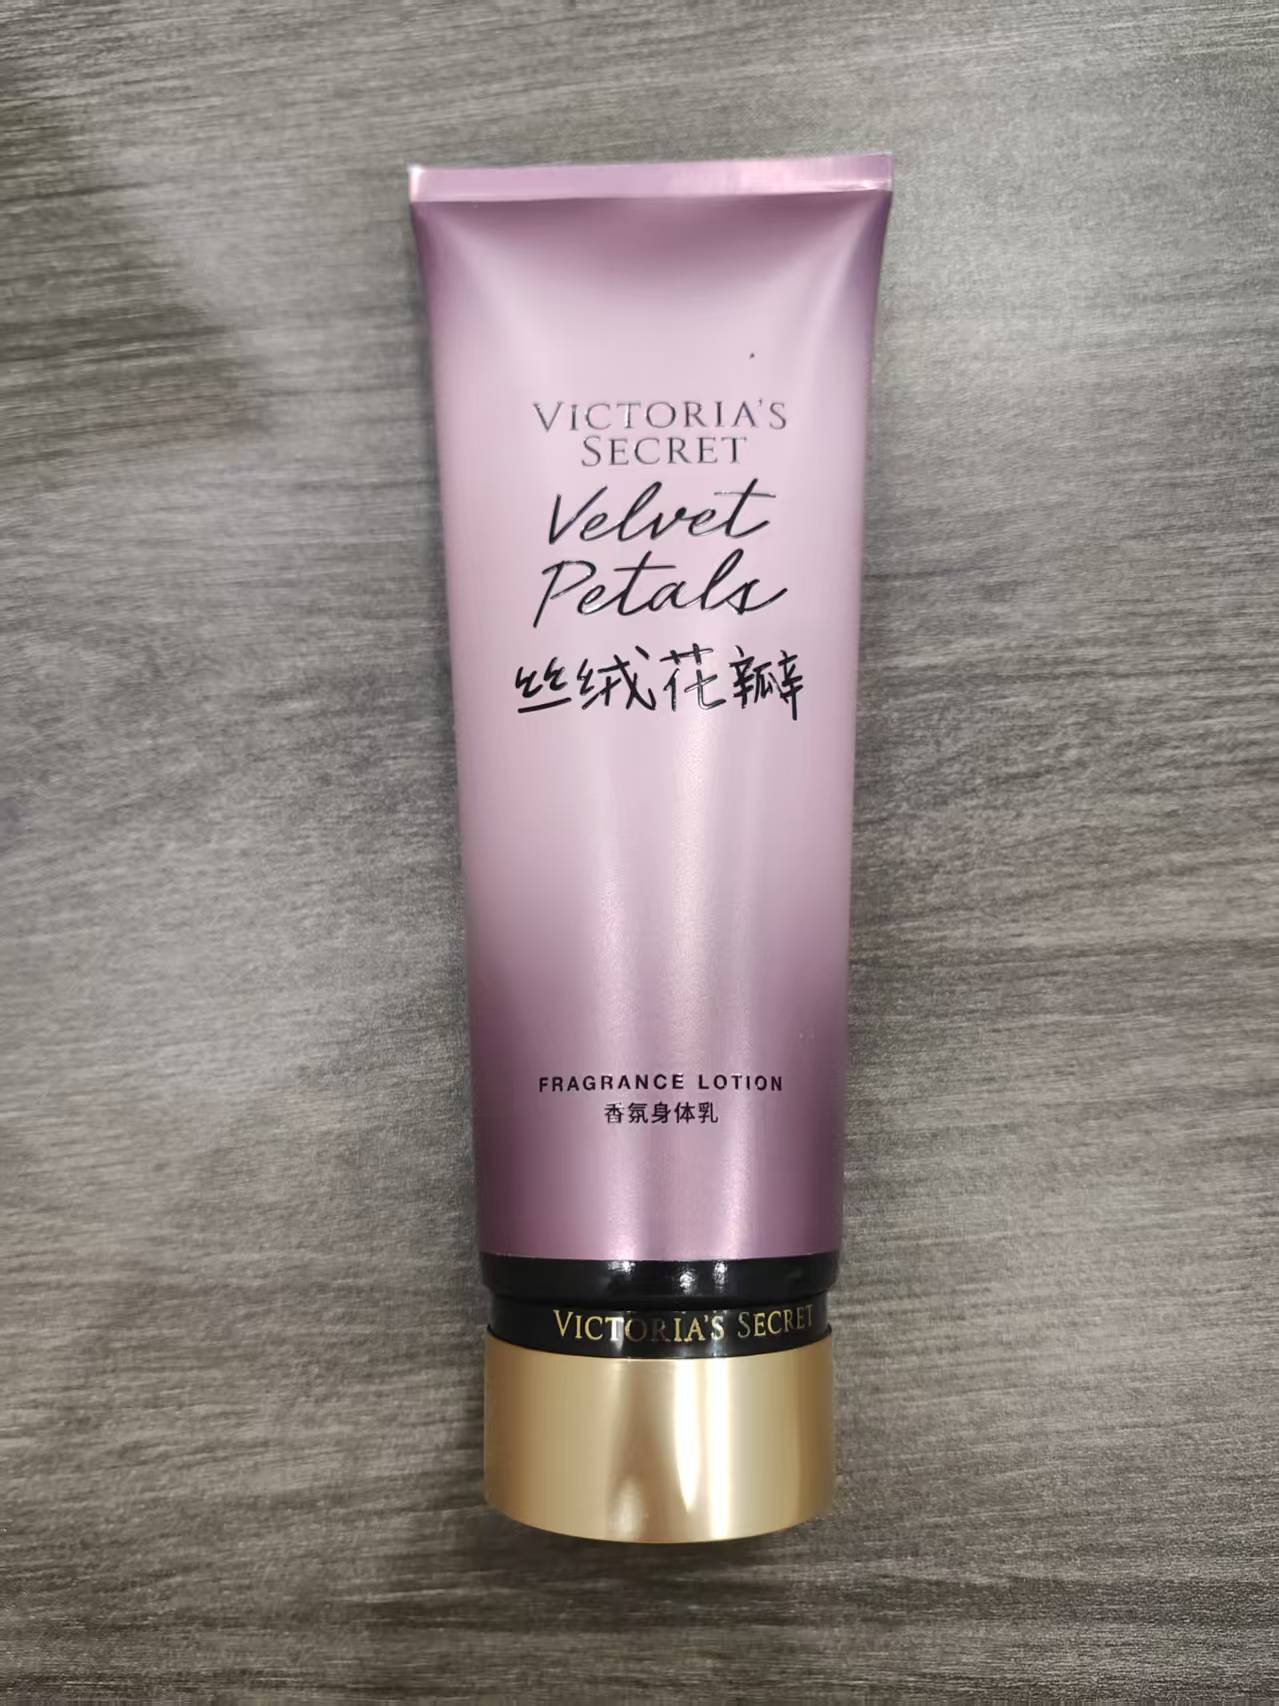 VICTORIA'S
SECRET
Velvet
Petals
丝绒花瓣
FRAGRANCE LOTION
香氛身体乳
VICTORIA'S SECRET